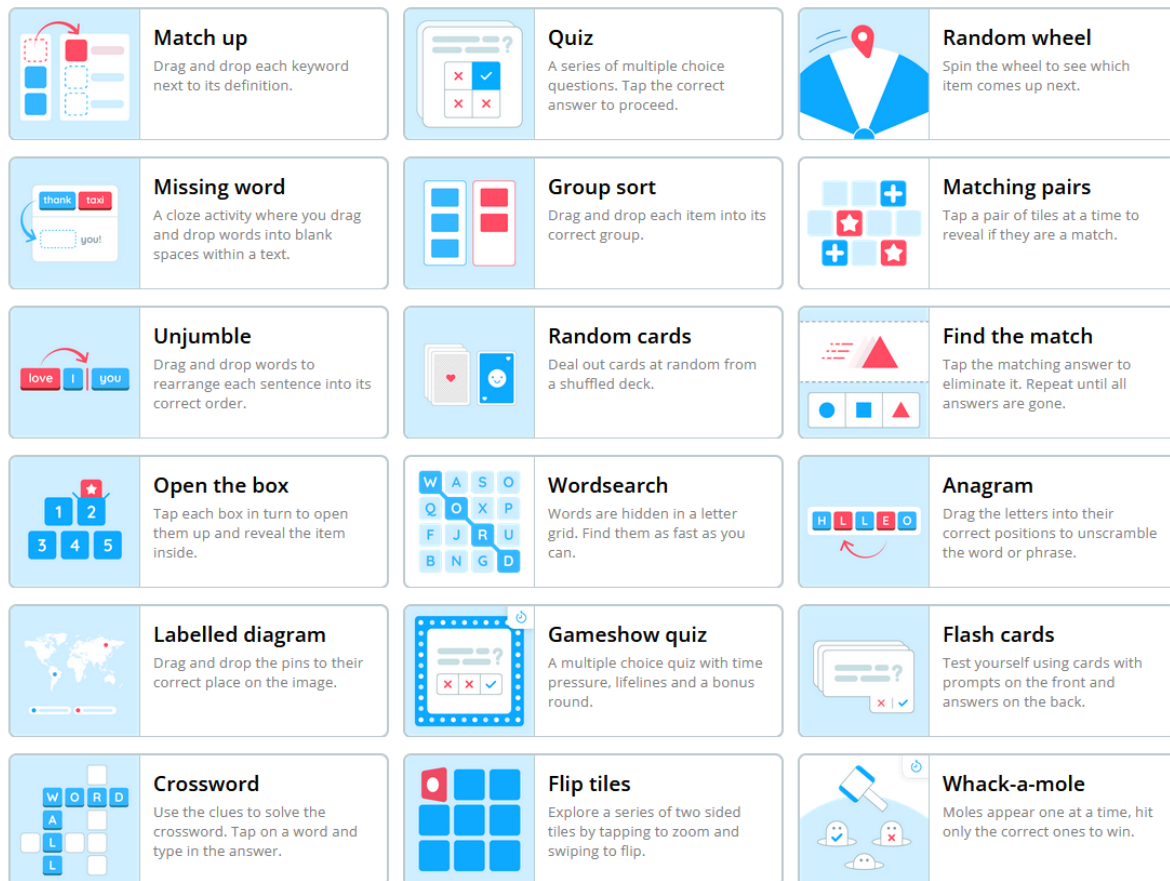 Match up
Drag and drop each keyword
next to its definition.
?
Quiz
A series of multiple choice
questions. Tap the correct
answer to proceed.
Random wheel
Spin the wheel to see which
item comes up next.
thank taxi
you!
Missing word
A cloze activity where you drag
and drop words into blank
spaces within a text.
Group sort
Drag and drop each item into its
correct group.
Matching pairs
Tap a pair of tiles at a time to
reveal if they are a match.
love I you
Unjumble
Drag and drop words to
rearrange each sentence into its
correct order.
Random cards
Deal out cards at random from
a shuffled deck.
Find the match
Tap the matching answer to
eliminate it. Repeat until all
answers are gone.
1 2
3 4 5
Open the box
Tap each box in turn to open
them up and reveal the item
inside.
W A S O
Q O X P
F J R U
B N G D
Wordsearch
Words are hidden in a letter
grid. Find them as fast as you
can.
H L L E O
Anagram
Drag the letters into their
correct positions to unscramble
the word or phrase.
Labelled diagram
Drag and drop the pins to their
correct place on the image.
?
Gameshow quiz
A multiple choice quiz with time
pressure, lifelines and a bonus
round.
?
Flash cards
Test yourself using cards with
prompts on the front and
answers on the back.
W O R D
A
L
L
Crossword
Use the clues to solve the
crossword. Tap on a word and
type in the answer.
Flip tiles
Explore a series of two sided
tiles by tapping to zoom and
swiping to flip.
Whack-a-mole
Moles appear one at a time, hit
only the correct ones to win.